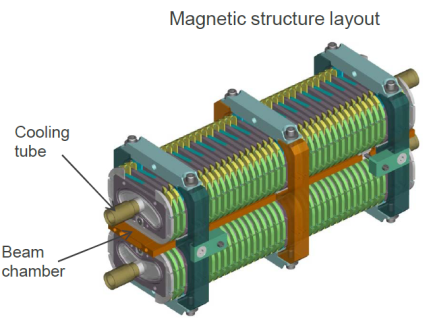 Magnetic structure layout
Cooling
tube
Beam
chamber